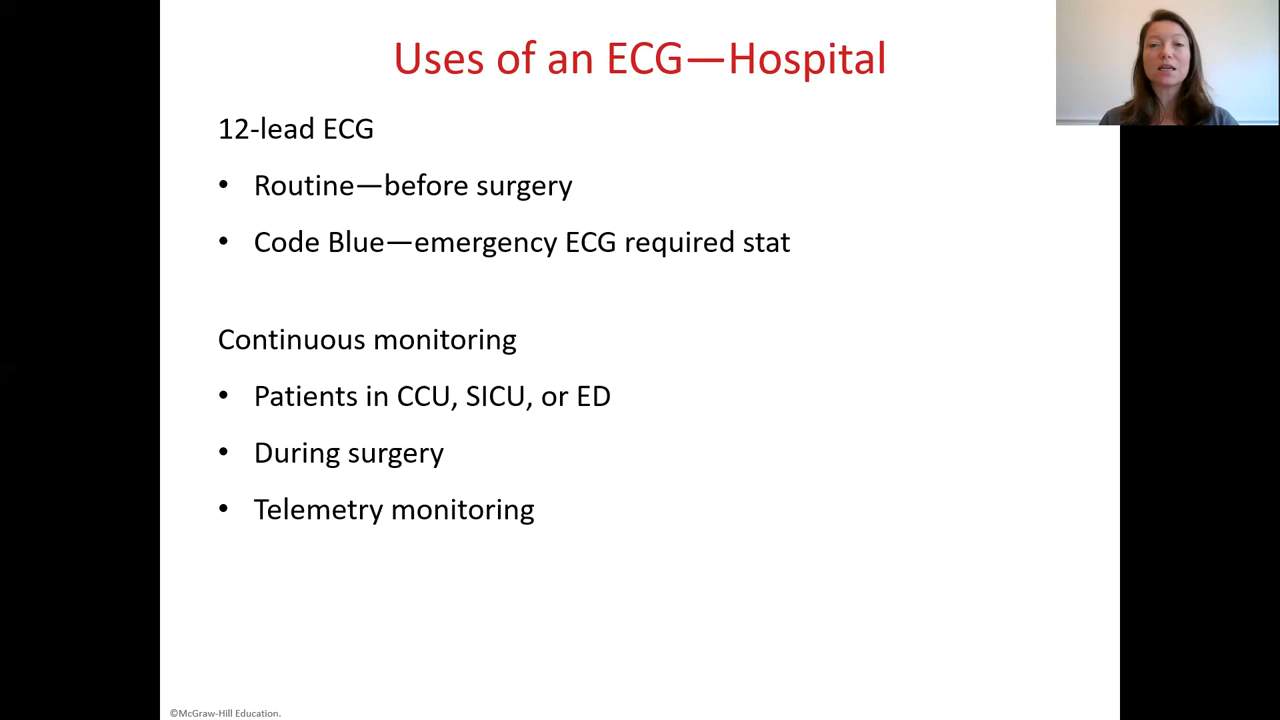 Uses of an ECG—Hospital
12-lead ECG
• Routine—before surgery
• Code Blue—emergency ECG required stat
Continuous monitoring
• Patients in CCU, SICU, or ED
• During surgery
• Telemetry monitoring
©McGraw-Hill Education.